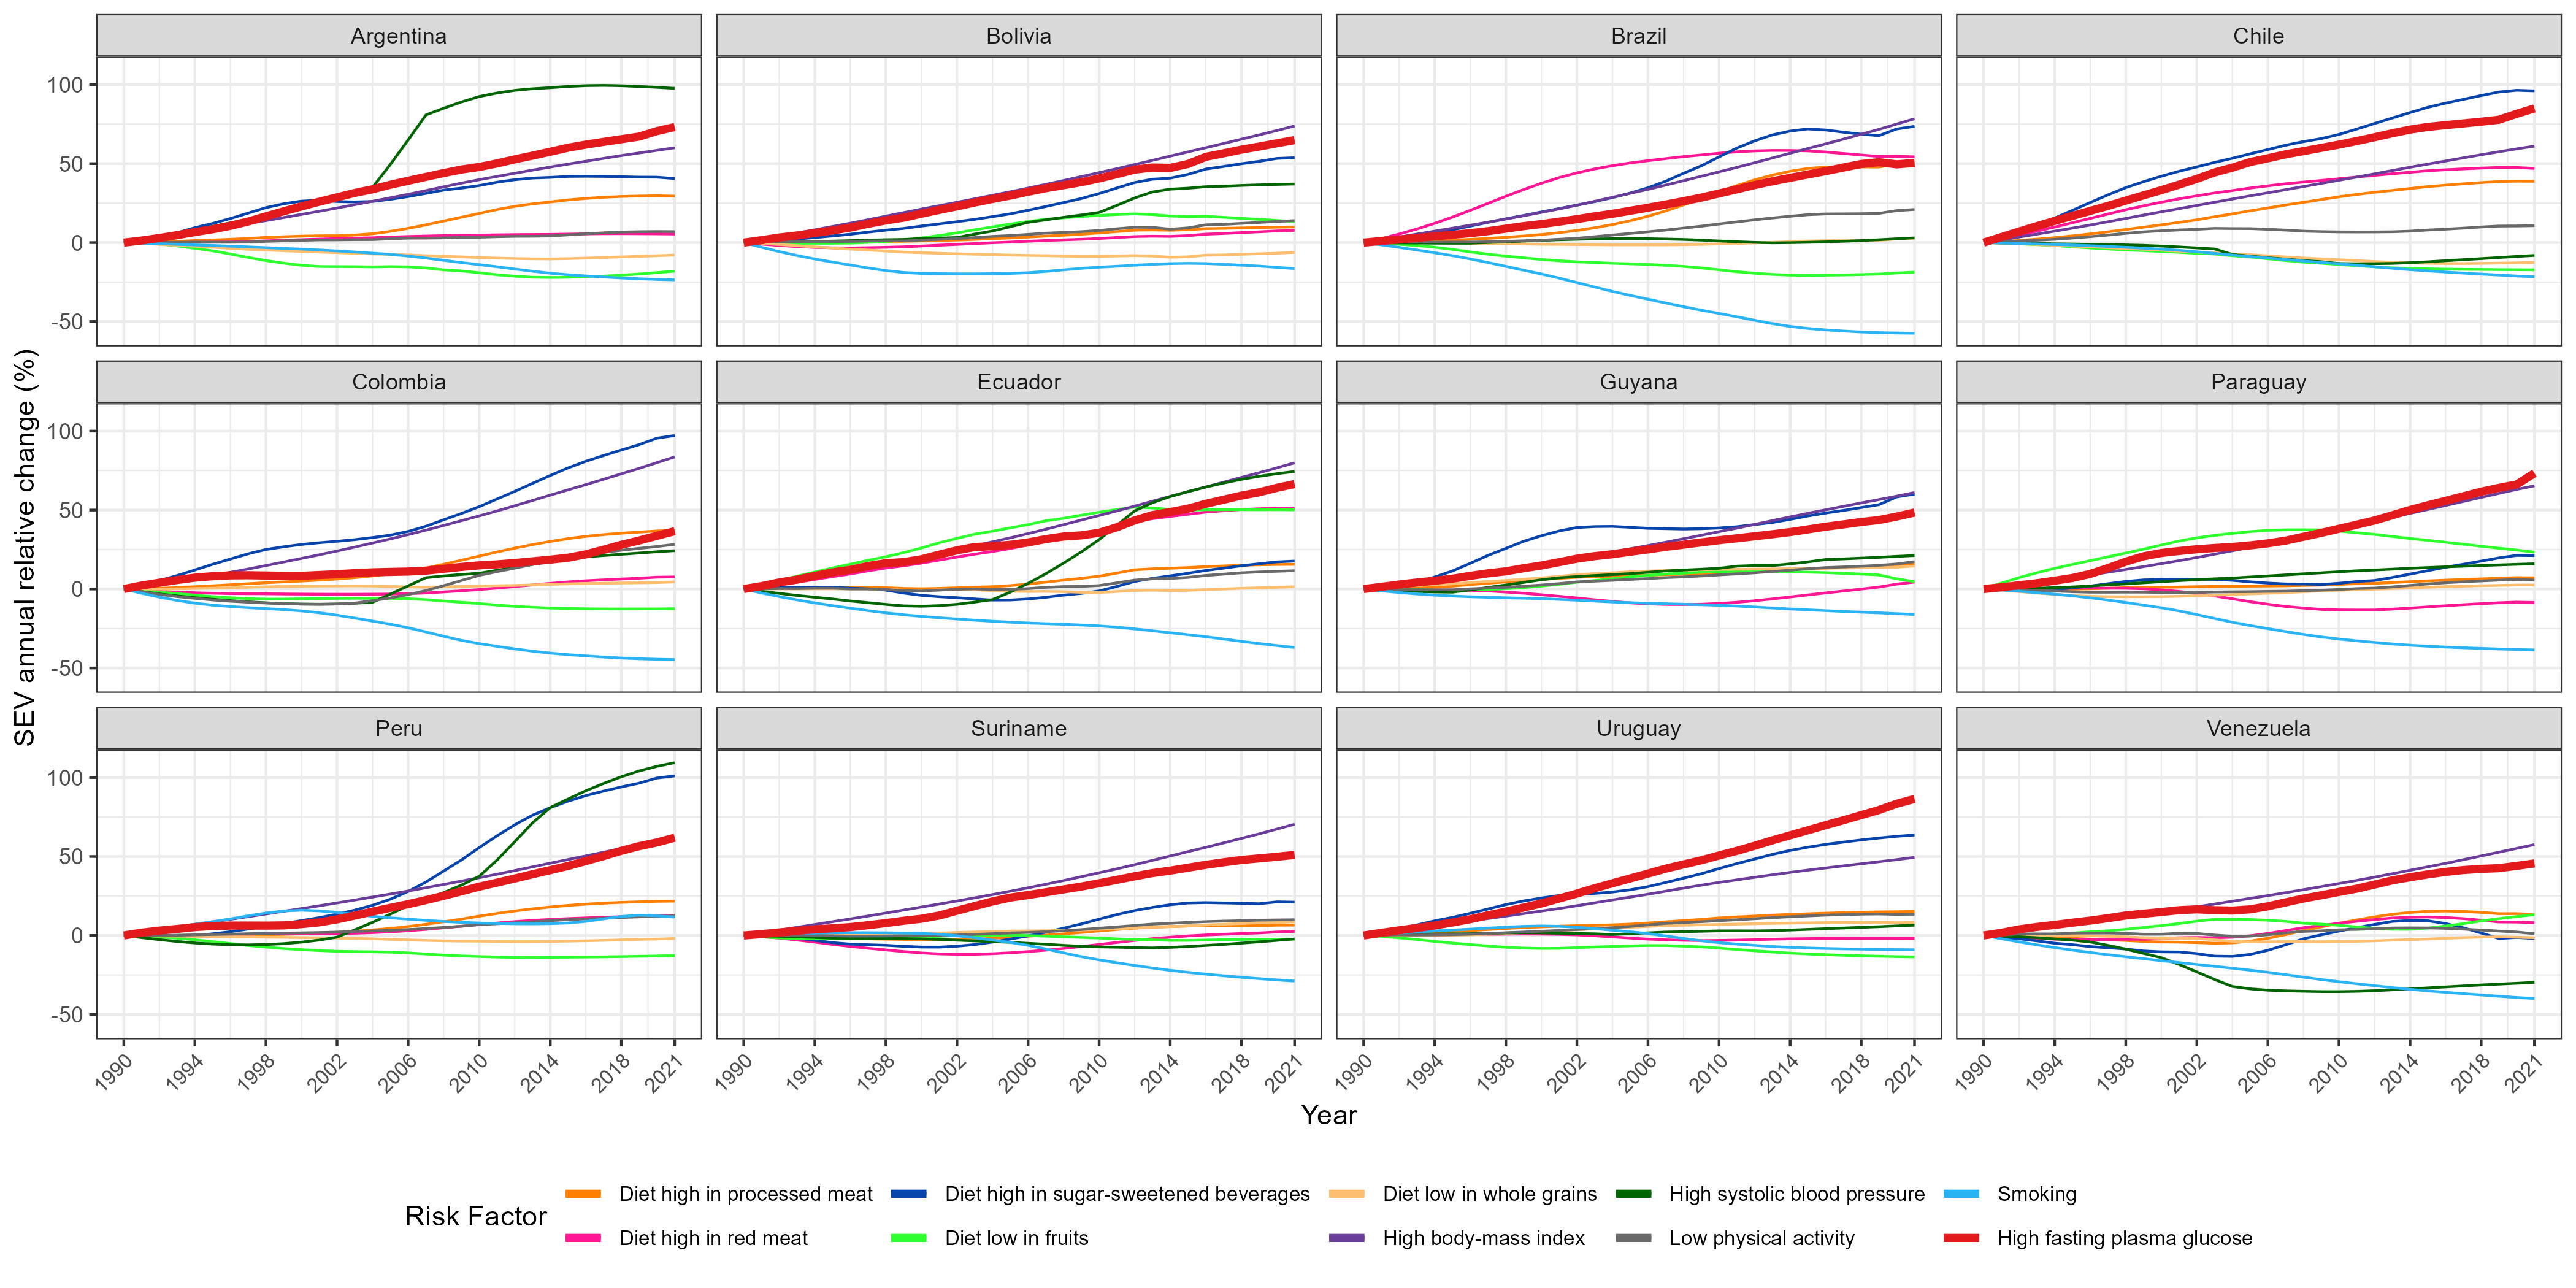 Argentina
Bolivia
Brazil
Chile
100
50
0
-50
Colombia
Ecuador
Guyana
Paraguay
100
50
0
-50
Peru
Suriname
Uruguay
Venezuela
100
50
0
-50
SEV annual relative change (%)
1990 1994 1998 2002 2006 2010 2014 2018 2021
1990 1994 1998 2002 2006 2010 2014 2018 2021
1990 1994 1998 2002 2006 2010 2014 2018 2021
1990 1994 1998 2002 2006 2010 2014 2018 2021
Year
Risk Factor
Diet high in processed meat
Diet high in sugar-sweetened beverages
Diet low in whole grains
High systolic blood pressure
Smoking
Diet high in red meat
Diet low in fruits
High body-mass index
Low physical activity
High fasting plasma glucose